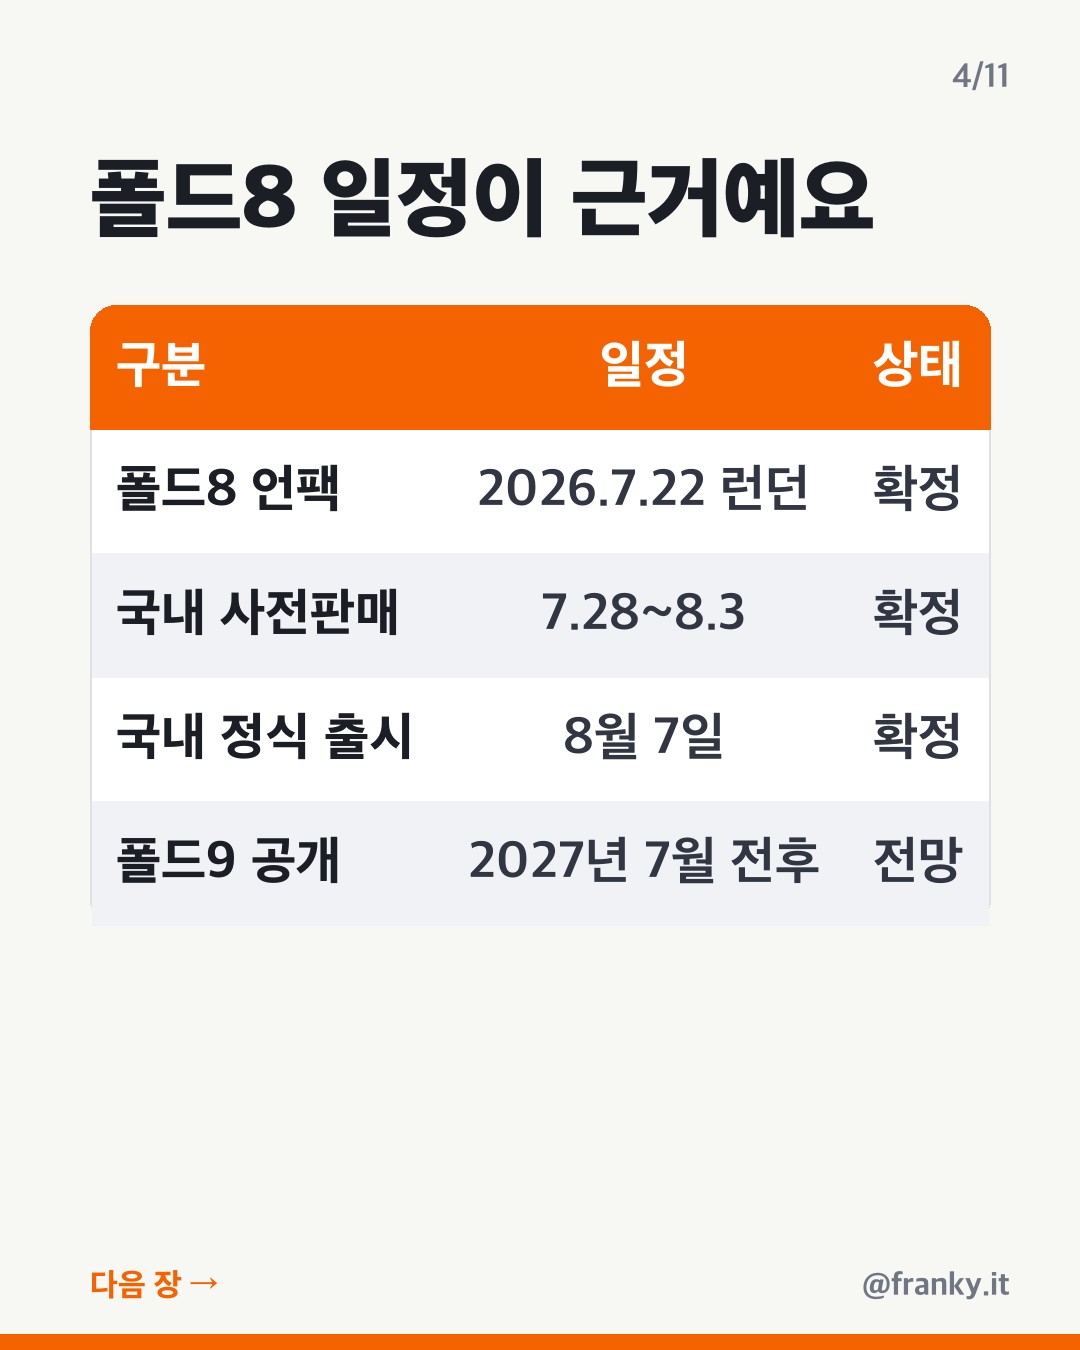 4/11
폴드8 일정이 근거예요
구분 일정 상태
폴드8 언팩 2026.7.22 런던 확정
국내 사전판매 7.28~8.3 확정
국내 정식 출시 8월 7일 확정
폴드9 공개 2027년 7월 전후 전망
다음 장 →
@franky.it